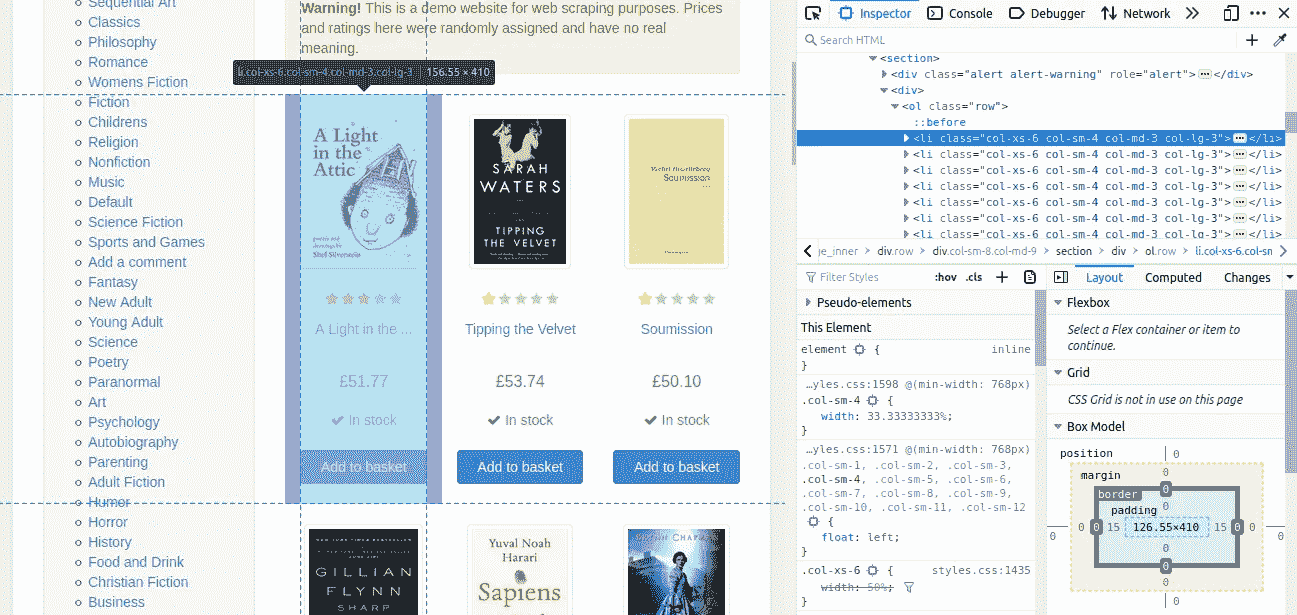 Sequential Art
Classics
Philosophy
Romance
Womens Fiction
Fiction
Childrens
Religion
Nonfiction
Music
Default
Science Fiction
Sports and Games
Add a comment
Fantasy
New Adult
Young Adult
Science
Poetry
Paranormal
Art
Psychology
Autobiography
Parenting
Adult Fiction
Humor
Horror
History
Food and Drink
Christian Fiction
Business
Warning! This is a demo website for web scraping purposes. Prices
and ratings here were randomly assigned and have no real
meaning.
li.col-xs-6.col-sm-4.col-md-3.col-lg-3 | 156.55 × 410
A Light
in the
Attic
Shel Silverstein
A Light in the ...
£51.77
In stock
Add to basket
SARAH
WATERS
TIPPING
THE VELVET
Tipping the Velvet
£53.74
In stock
Add to basket
Soumission
Soumission
£50.10
In stock
Add to basket
GILLIAN
FLYNN
SHARP
Yuval Noah
Harari
Sapiens
Inspector
Console
Debugger
Network
Search HTML
<section>
<div class="alert alert-warning" role="alert"></div>
<div>
<ol class="row">
::before
<li class="col-xs-6 col-sm-4 col-md-3 col-lg-3"></li>
<li class="col-xs-6 col-sm-4 col-md-3 col-lg-3"></li>
<li class="col-xs-6 col-sm-4 col-md-3 col-lg-3"></li>
<li class="col-xs-6 col-sm-4 col-md-3 col-lg-3"></li>
<li class="col-xs-6 col-sm-4 col-md-3 col-lg-3"></li>
<li class="col-xs-6 col-sm-4 col-md-3 col-lg-3"></li>
<li class="col-xs-6 col-sm-4 col-md-3 col-lg-3"></li>
ge_inner > div.row > div.col-sm-8.col-md-9 > section > div > ol.row > li.col-xs-6.col-sm
Filter Styles
:hov .cls +
Pseudo-elements
This Element
element {
inline
}
…yles.css:1598 @(min-width: 768px)
.col-sm-4 {
width: 33.33333333%;
}
…yles.css:1571 @(min-width: 768px)
.col-sm-1, .col-sm-2, .col-sm-3,
.col-sm-4, .col-sm-5, .col-sm-6,
.col-sm-7, .col-sm-8, .col-sm-9,
.col-sm-10, .col-sm-11, .col-sm-12
{
float: left;
}
.col-xs-6 {
styles.css:1435
width: 50%;
}
Layout
Computed
Changes
Flexbox
Select a Flex container or item to
continue.
Grid
CSS Grid is not in use on this page
Box Model
position
0
margin
0
border
0
padding
0
0 0 0 15 126.55×410 15 0 0 0
0
0
0
0